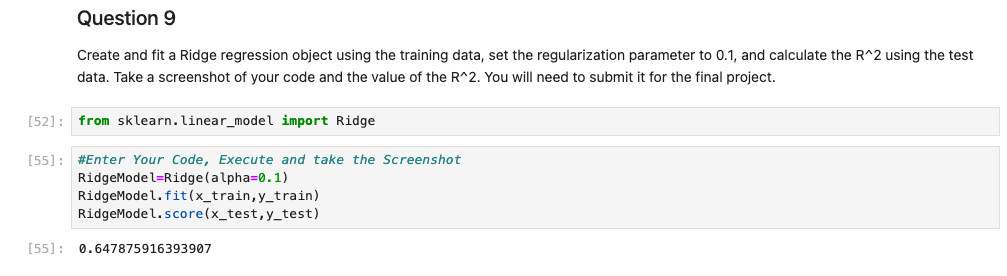 Question 9
Create and fit a Ridge regression object using the training data, set the regularization parameter to 0.1, and calculate the R^2 using the test
data. Take a screenshot of your code and the value of the R^2. You will need to submit it for the final project.
[52]: from sklearn.linear_model import Ridge
[55]: #Enter Your Code, Execute and take the Screenshot
RidgeModel=Ridge(alpha=0.1)
RidgeModel.fit(x_train,y_train)
RidgeModel.score(x_test,y_test)
[55]: 0.647875916393907